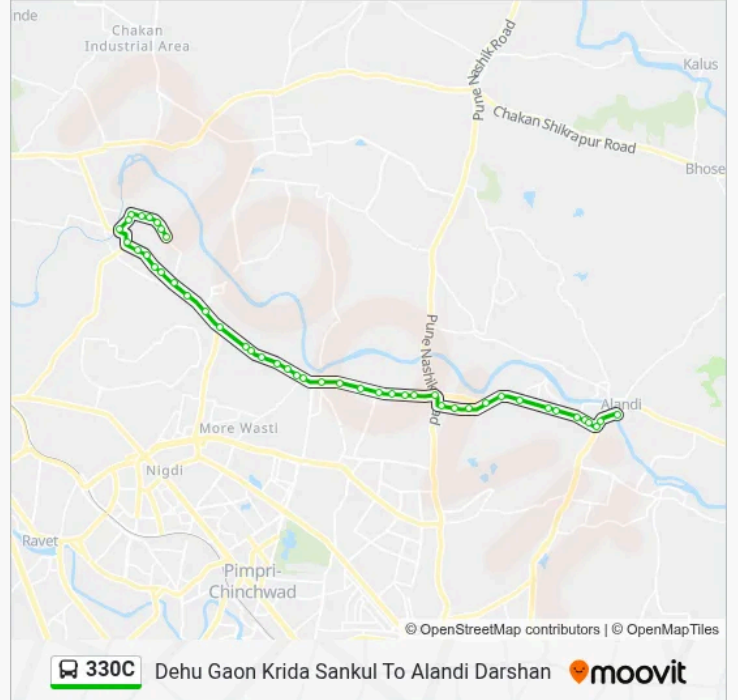 nde
Chakan
Industrial Area
Pune Nashik Road
Kalus
Chakan Shikrapur Road
Bhose
Pune Nashik Road
Alandi
More Wasti
Nigdi
Ravet
Pimpri-
Chinchwad
© OpenStreetMap contributors | © OpenMapTiles
330C Dehu Gaon Krida Sankul To Alandi Darshan moovit